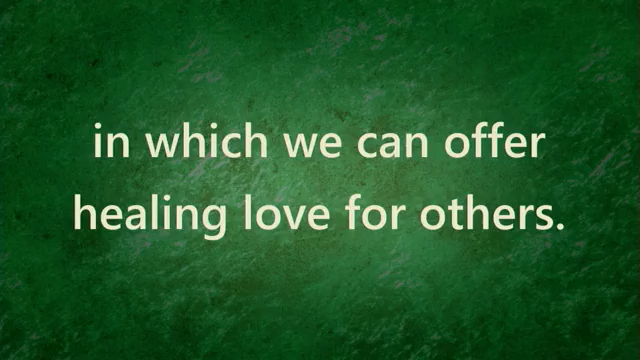 in which we can offer
healing love for others.